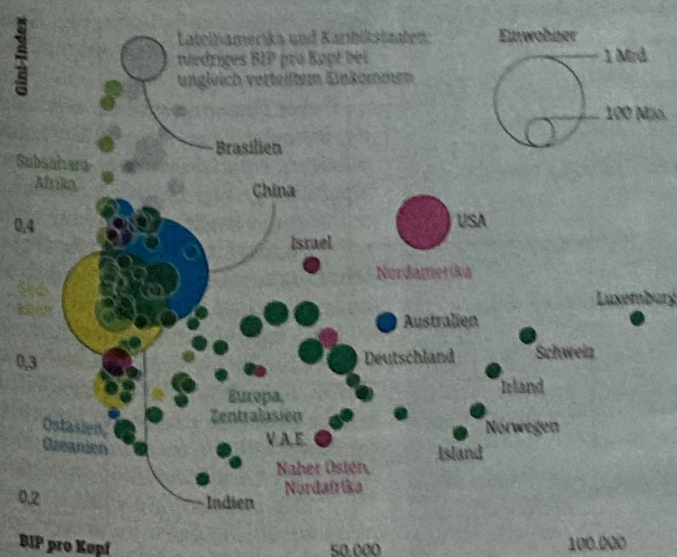 Gini-Index
Lateinamerika und Karibikstaaten:
niedriges BIP pro Kopf bei
ungleich verteiltem Einkommen
Einwohner
1 Mrd.
100 Mio.
Brasilien
Subsahara-
Afrika
China
0,4
USA
Israel
Nordamerika
Süd-
asien
Luxemburg
Australien
Schweiz
0,3
Deutschland
Irland
Europa,
Zentralasien
Ostasien,
Ozeanien
V.A.E.
Norwegen
Island
Naher Osten,
Nordafrika
0,2
Indien
BIP pro Kopf
50.000
100.000